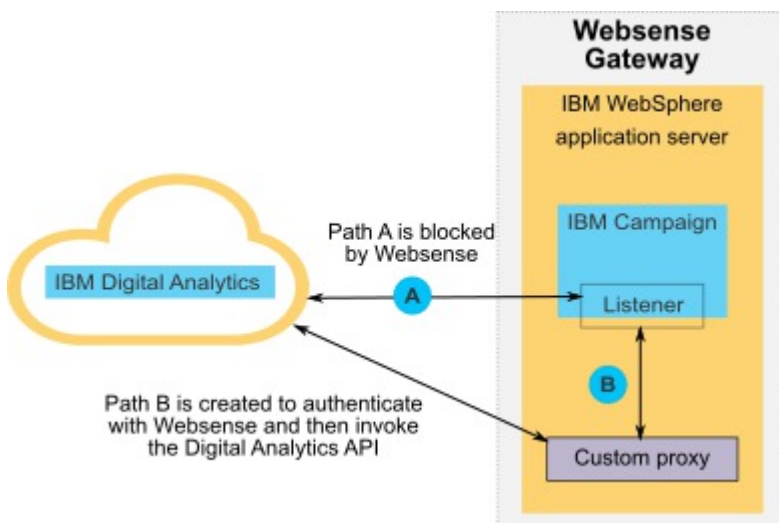 Websense
Gateway
IBM WebSphere
application server
IBM Campaign
Listener
Path A is blocked
by Websense
IBM Digital Analytics
A
B
Path B is created to authenticate
with Websense and then invoke
the Digital Analytics API
Custom proxy